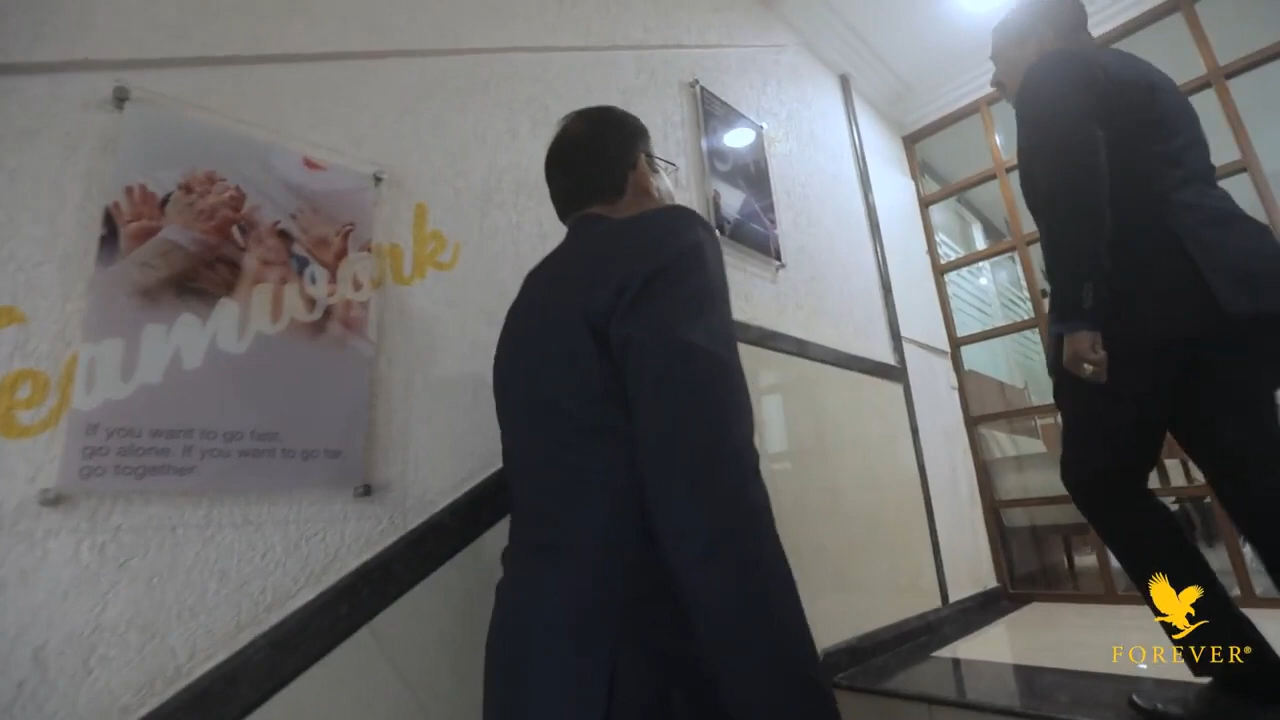 Teamwork
If you want to go fast,
go alone. If you want to go far,
go together.
FOREVER®